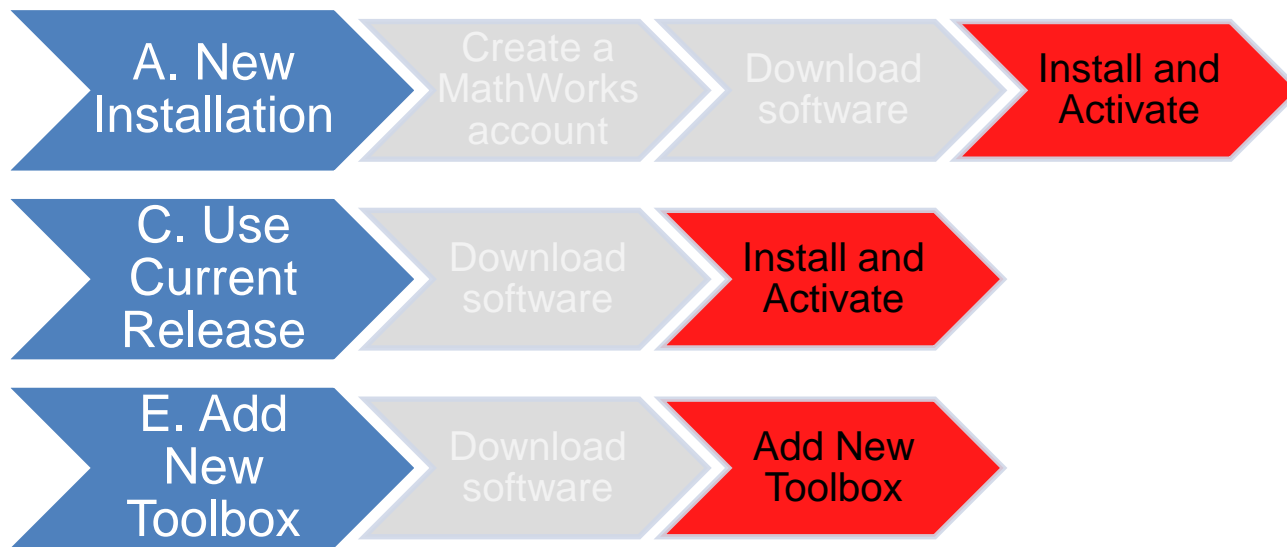 A. New
Installation
Create a
MathWorks
account
Download
software
Install and
Activate
C. Use
Current
Release
Download
software
Install and
Activate
E. Add
New
Toolbox
Download
software
Add New
Toolbox